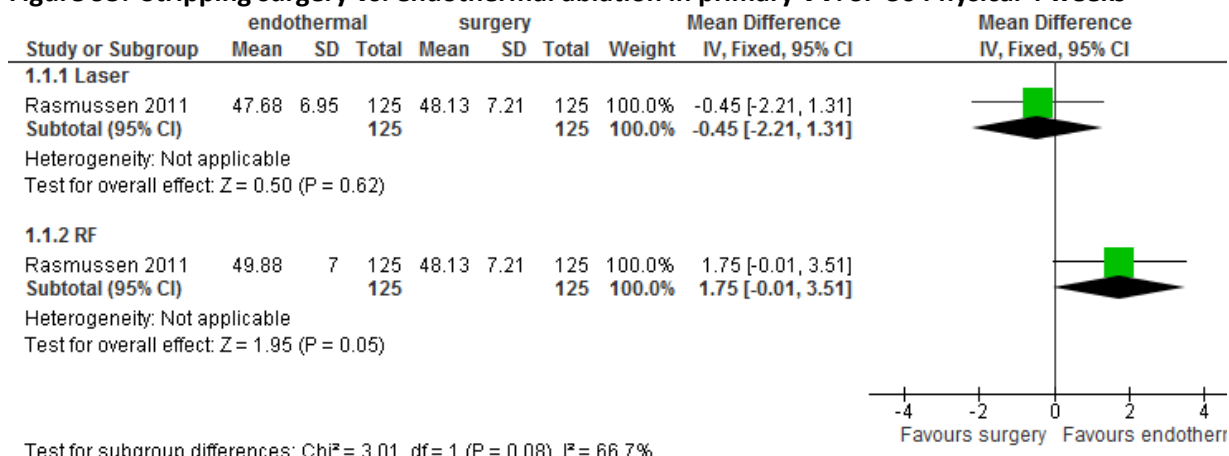 endothermal surgery Mean Difference Mean Difference
Study or Subgroup Mean SD Total Mean SD Total Weight IV, Fixed, 95% CI IV, Fixed, 95% CI
1.1.1 Laser
Rasmussen 2011 47.68 6.95 125 48.13 7.21 125 100.0% -0.45 [-2.21, 1.31]
Subtotal (95% CI) 125 125 100.0% -0.45 [-2.21, 1.31]
Heterogeneity: Not applicable
Test for overall effect: Z = 0.50 (P = 0.62)
1.1.2 RF
Rasmussen 2011 49.88 7 125 48.13 7.21 125 100.0% 1.75 [-0.01, 3.51]
Subtotal (95% CI) 125 125 100.0% 1.75 [-0.01, 3.51]
Heterogeneity: Not applicable
Test for overall effect: Z = 1.95 (P = 0.05)
-4 -2 0 2 4
Favours surgery Favours endotherm
Test for subgroup differences: Chi² = 3.01, df = 1 (P = 0.08), I² = 66.7%